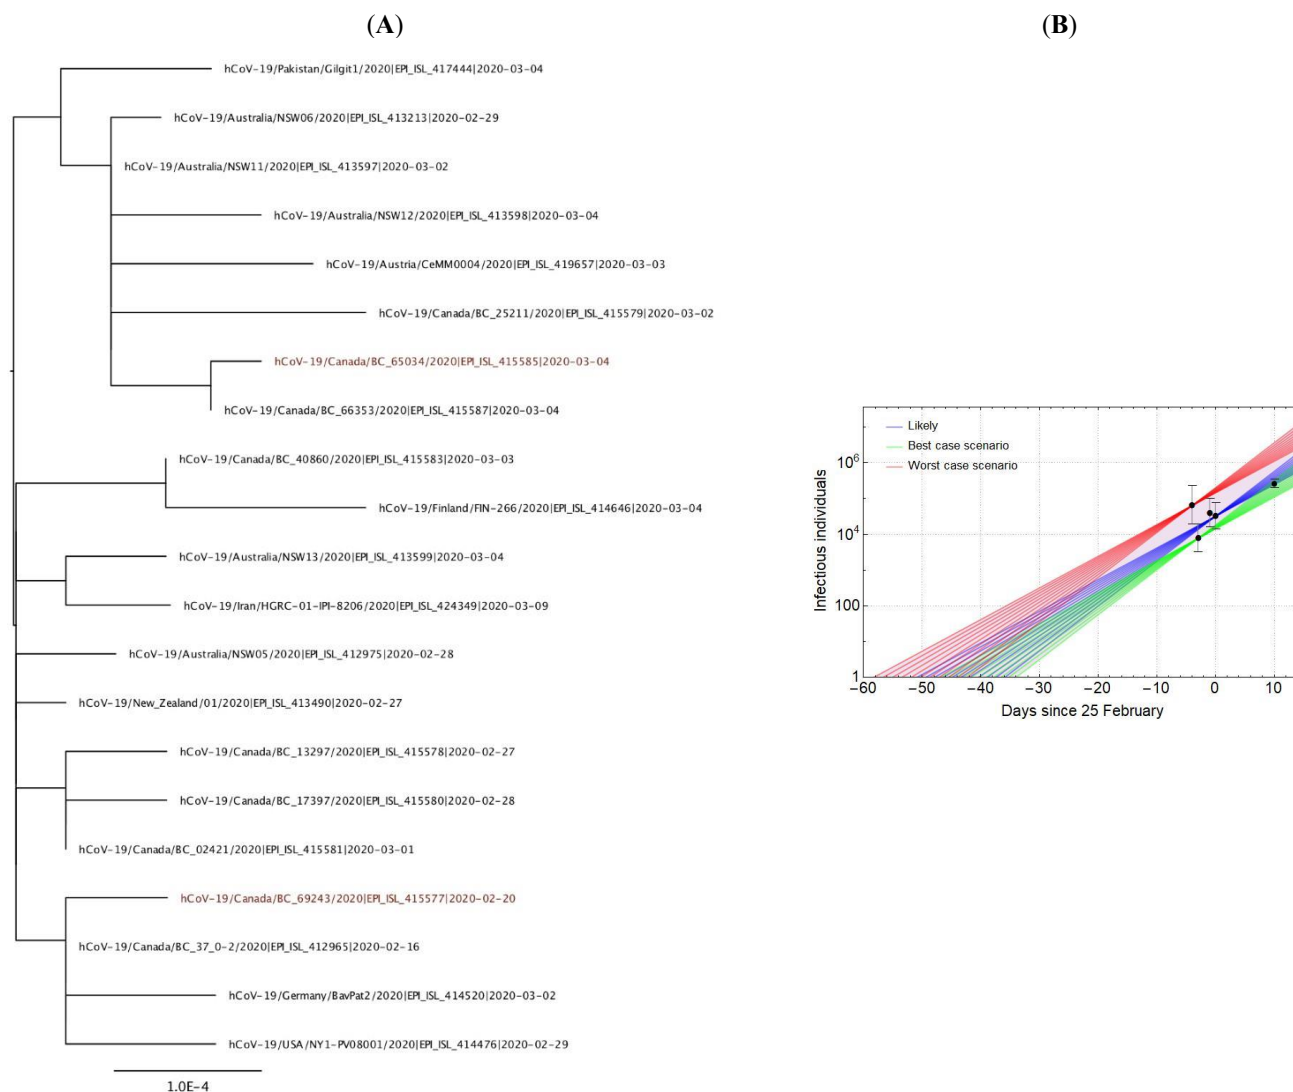 (A)
hCoV-19/Pakistan/Gilgit1/2020|EPI_ISL_417444|2020-03-04
hCoV-19/Australia/NSW06/2020|EPI_ISL_413213|2020-02-29
hCoV-19/Australia/NSW11/2020|EPI_ISL_413597|2020-03-02
hCoV-19/Australia/NSW12/2020|EPI_ISL_413598|2020-03-04
hCoV-19/Austria/CeMM0004/2020|EPI_ISL_419657|2020-03-03
hCoV-19/Canada/BC_25211/2020|EPI_ISL_415579|2020-03-02
hCoV-19/Canada/BC_65034/2020|EPI_ISL_415585|2020-03-04
hCoV-19/Canada/BC_66353/2020|EPI_ISL_415587|2020-03-04
hCoV-19/Canada/BC_40860/2020|EPI_ISL_415583|2020-03-03
hCoV-19/Finland/FIN-266/2020|EPI_ISL_414646|2020-03-04
hCoV-19/Australia/NSW13/2020|EPI_ISL_413599|2020-03-04
hCoV-19/Iran/HGRC-01-IPI-8206/2020|EPI_ISL_424349|2020-03-09
hCoV-19/Australia/NSW05/2020|EPI_ISL_412975|2020-02-28
hCoV-19/New_Zealand/01/2020|EPI_ISL_413490|2020-02-27
hCoV-19/Canada/BC_13297/2020|EPI_ISL_415578|2020-02-27
hCoV-19/Canada/BC_17397/2020|EPI_ISL_415580|2020-02-28
hCoV-19/Canada/BC_02421/2020|EPI_ISL_415581|2020-03-01
hCoV-19/Canada/BC_69243/2020|EPI_ISL_415577|2020-02-20
hCoV-19/Canada/BC_37_0-2/2020|EPI_ISL_412965|2020-02-16
hCoV-19/Germany/BavPat2/2020|EPI_ISL_414520|2020-03-02
hCoV-19/USA/NY1-PV08001/2020|EPI_ISL_414476|2020-02-29
1.0E-4
(B)
Likely
Best case scenario
Worst case scenario
Infectious individuals
10^6
10^4
100
1
-60 -50 -40 -30 -20 -10 0 10
Days since 25 February